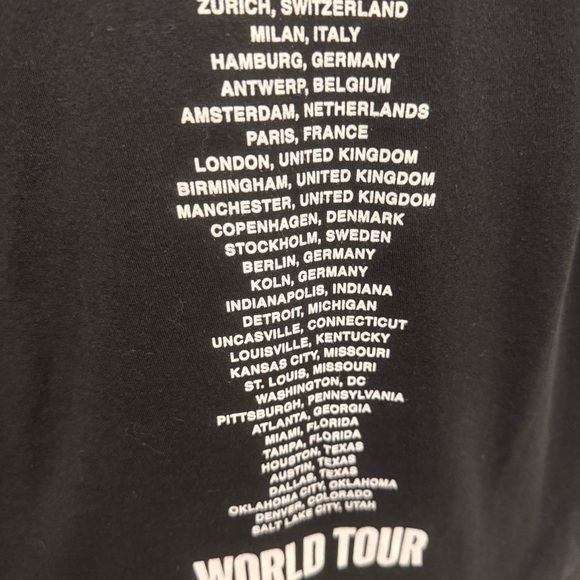 ZURICH, SWITZERLAND
MILAN, ITALY
HAMBURG, GERMANY
ANTWERP, BELGIUM
AMSTERDAM, NETHERLANDS
PARIS, FRANCE
LONDON, UNITED KINGDOM
BIRMINGHAM, UNITED KINGDOM
MANCHESTER, UNITED KINGDOM
COPENHAGEN, DENMARK
STOCKHOLM, SWEDEN
BERLIN, GERMANY
KOLN, GERMANY
INDIANAPOLIS, INDIANA
DETROIT, MICHIGAN
UNCASVILLE, CONNECTICUT
LOUISVILLE, KENTUCKY
KANSAS CITY, MISSOURI
ST. LOUIS, MISSOURI
WASHINGTON, DC
PITTSBURGH, PENNSYLVANIA
ATLANTA, GEORGIA
MIAMI, FLORIDA
TAMPA, FLORIDA
HOUSTON, TEXAS
AUSTIN, TEXAS
DALLAS, TEXAS
OKLAHOMA CITY, OKLAHOMA
DENVER, COLORADO
SALT LAKE CITY, UTAH
WORLD TOUR